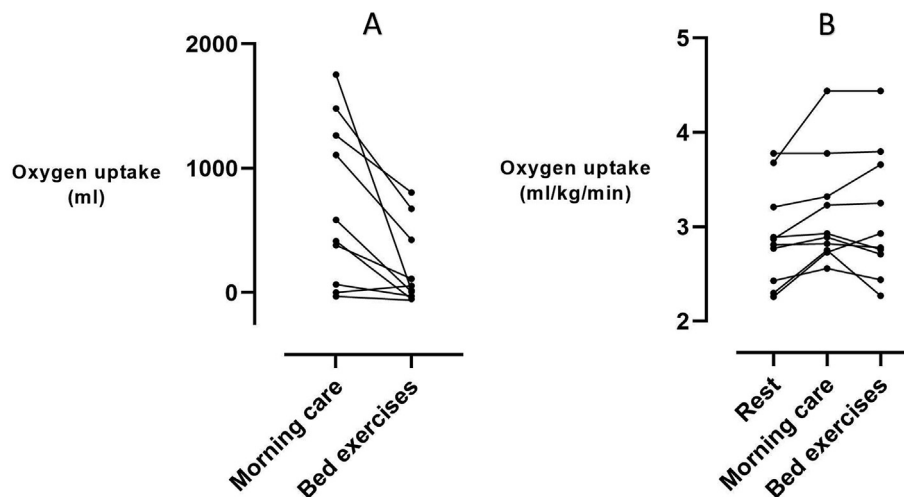 A
2000
1000
0
Oxygen uptake
(ml)
Morning care
Bed exercises
B
5
4
3
2
Oxygen uptake
(ml/kg/min)
Rest
Morning care
Bed exercises